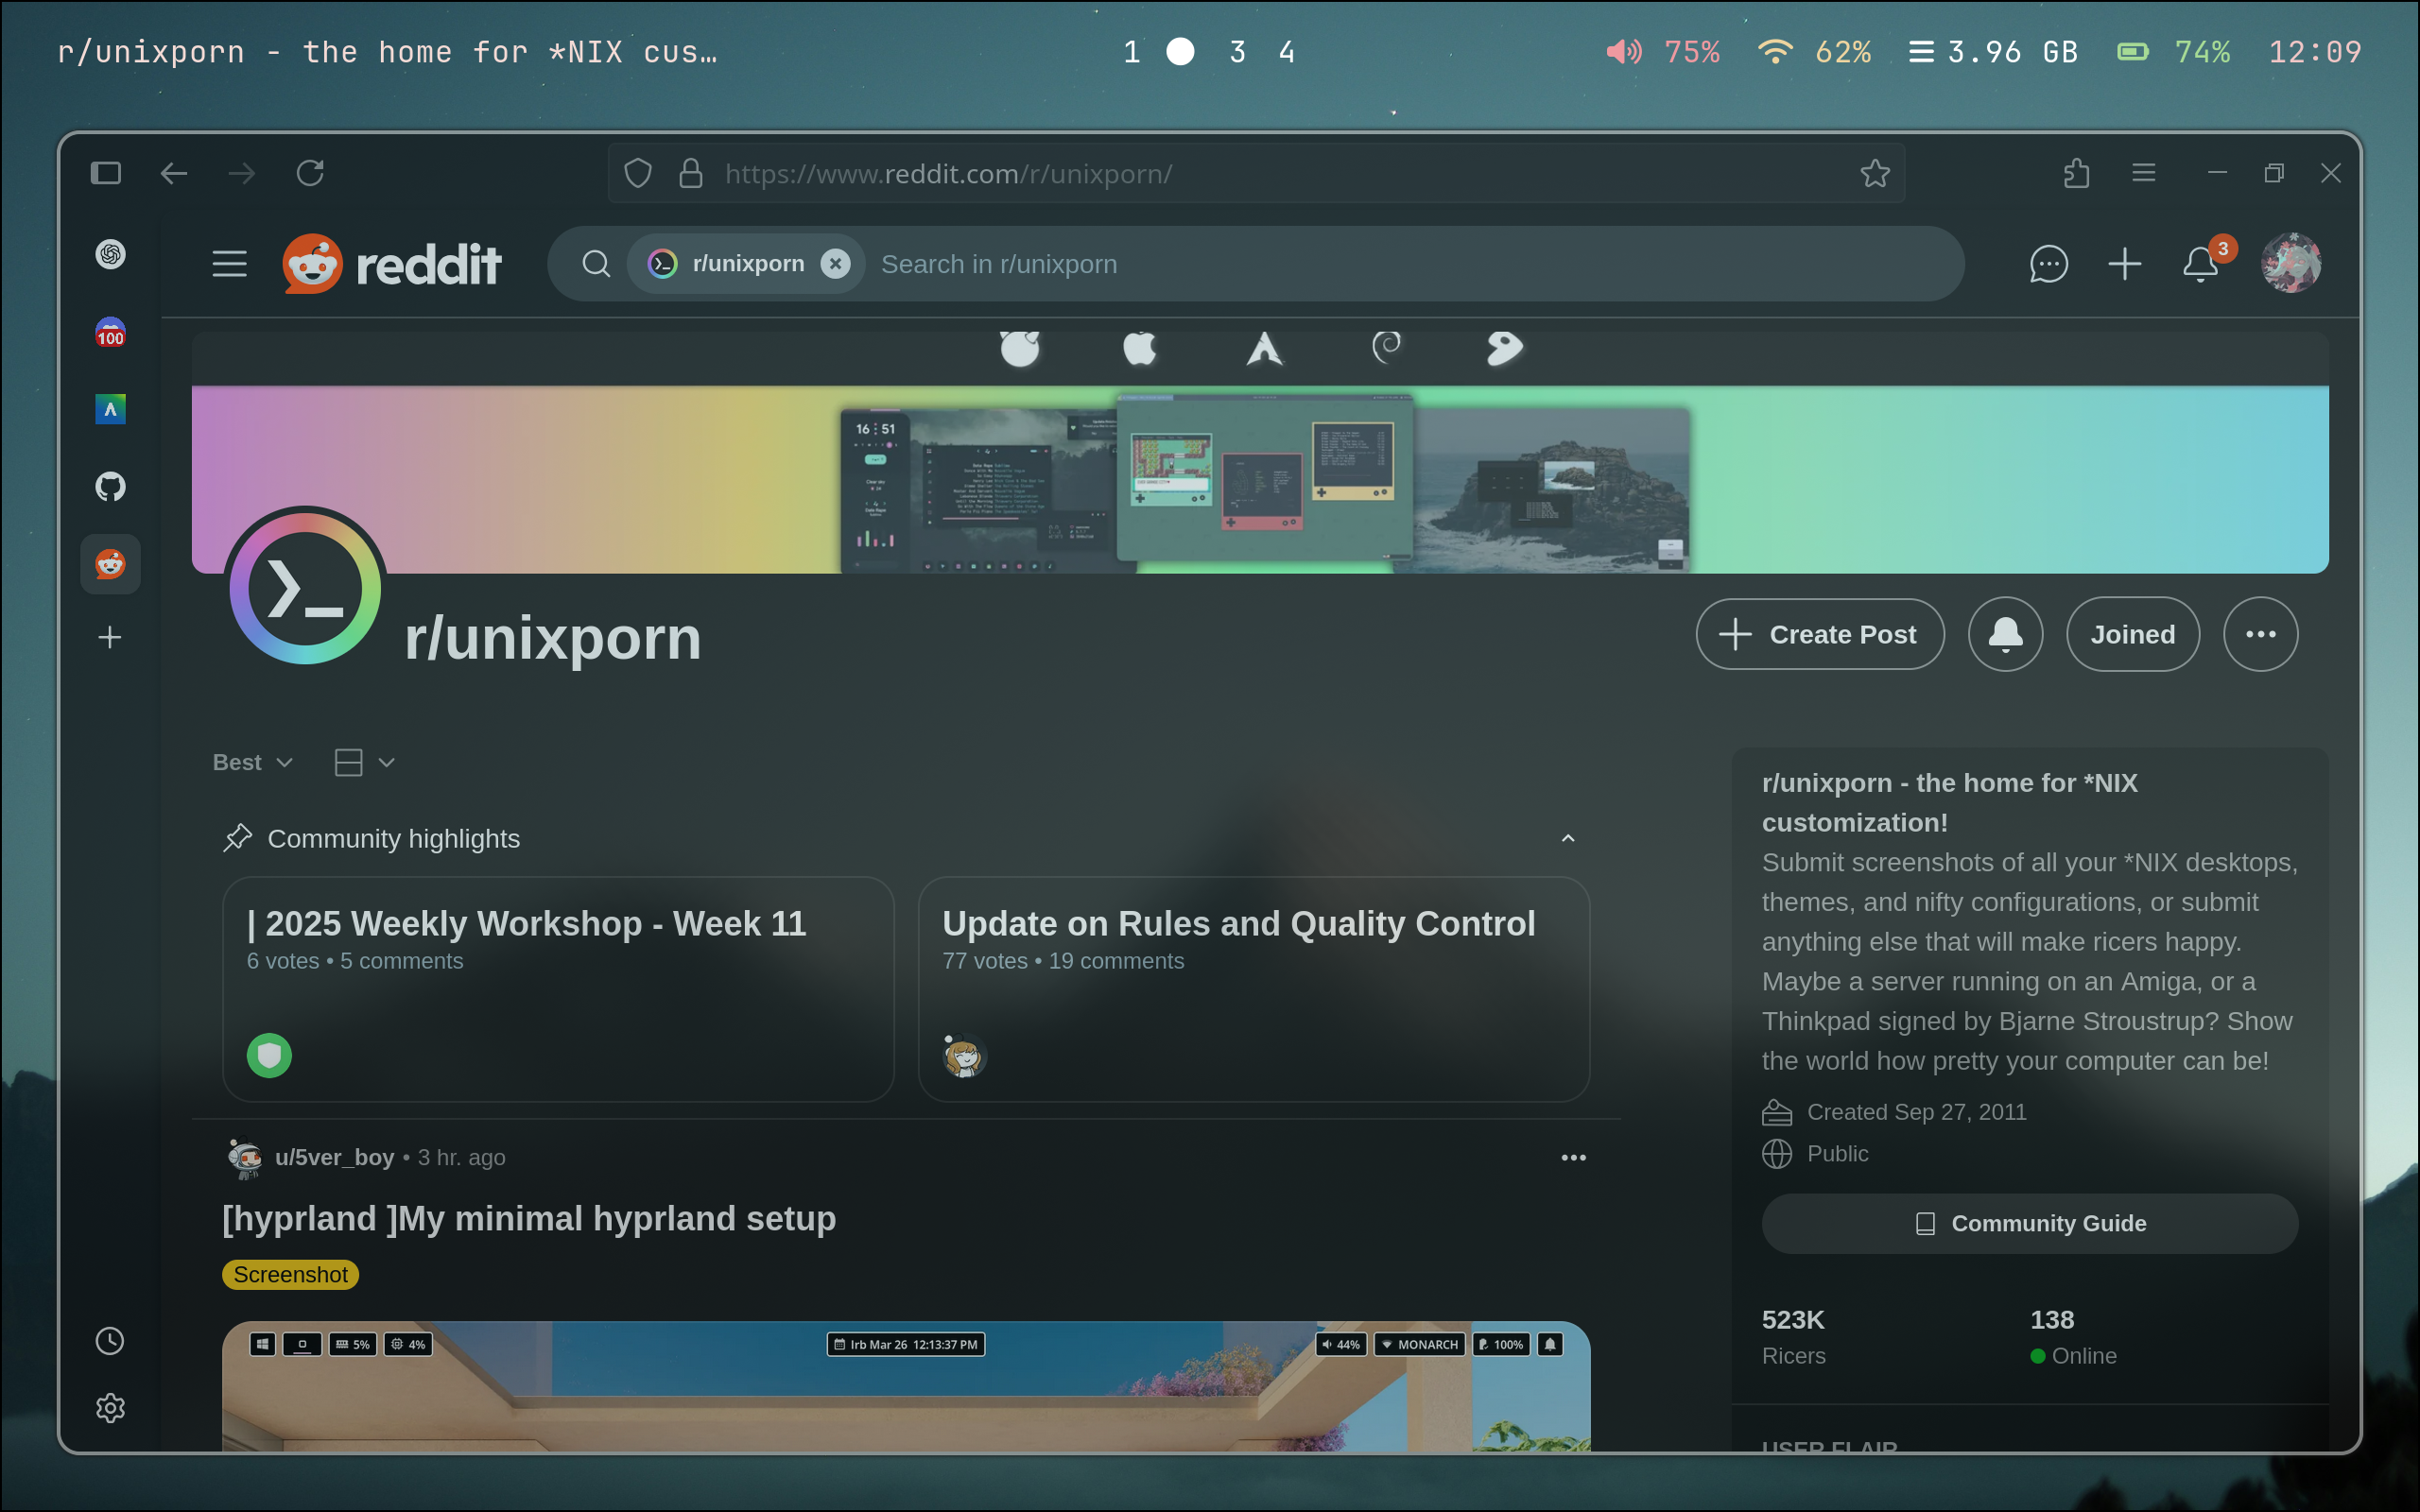 r/unixporn - the home for *NIX cus…
1 3 4
75% 62% 3.96 GB 74% 12:09
https://www.reddit.com/r/unixporn/
reddit
r/unixporn
Search in r/unixporn
3
100
16:51
r/unixporn
Create Post
Joined
Best
Community highlights
| 2025 Weekly Workshop - Week 11
6 votes • 5 comments
Update on Rules and Quality Control
77 votes • 19 comments
u/5ver_boy • 3 hr. ago
[hyprland ]My minimal hyprland setup
Screenshot
5% 4%
Irb Mar 26 12:13:37 PM
44% MONARCH 100%
r/unixporn - the home for *NIX
customization!
Submit screenshots of all your *NIX desktops,
themes, and nifty configurations, or submit
anything else that will make ricers happy.
Maybe a server running on an Amiga, or a
Thinkpad signed by Bjarne Stroustrup? Show
the world how pretty your computer can be!
Created Sep 27, 2011
Public
Community Guide
523K
Ricers
138
Online
USER FLAIR